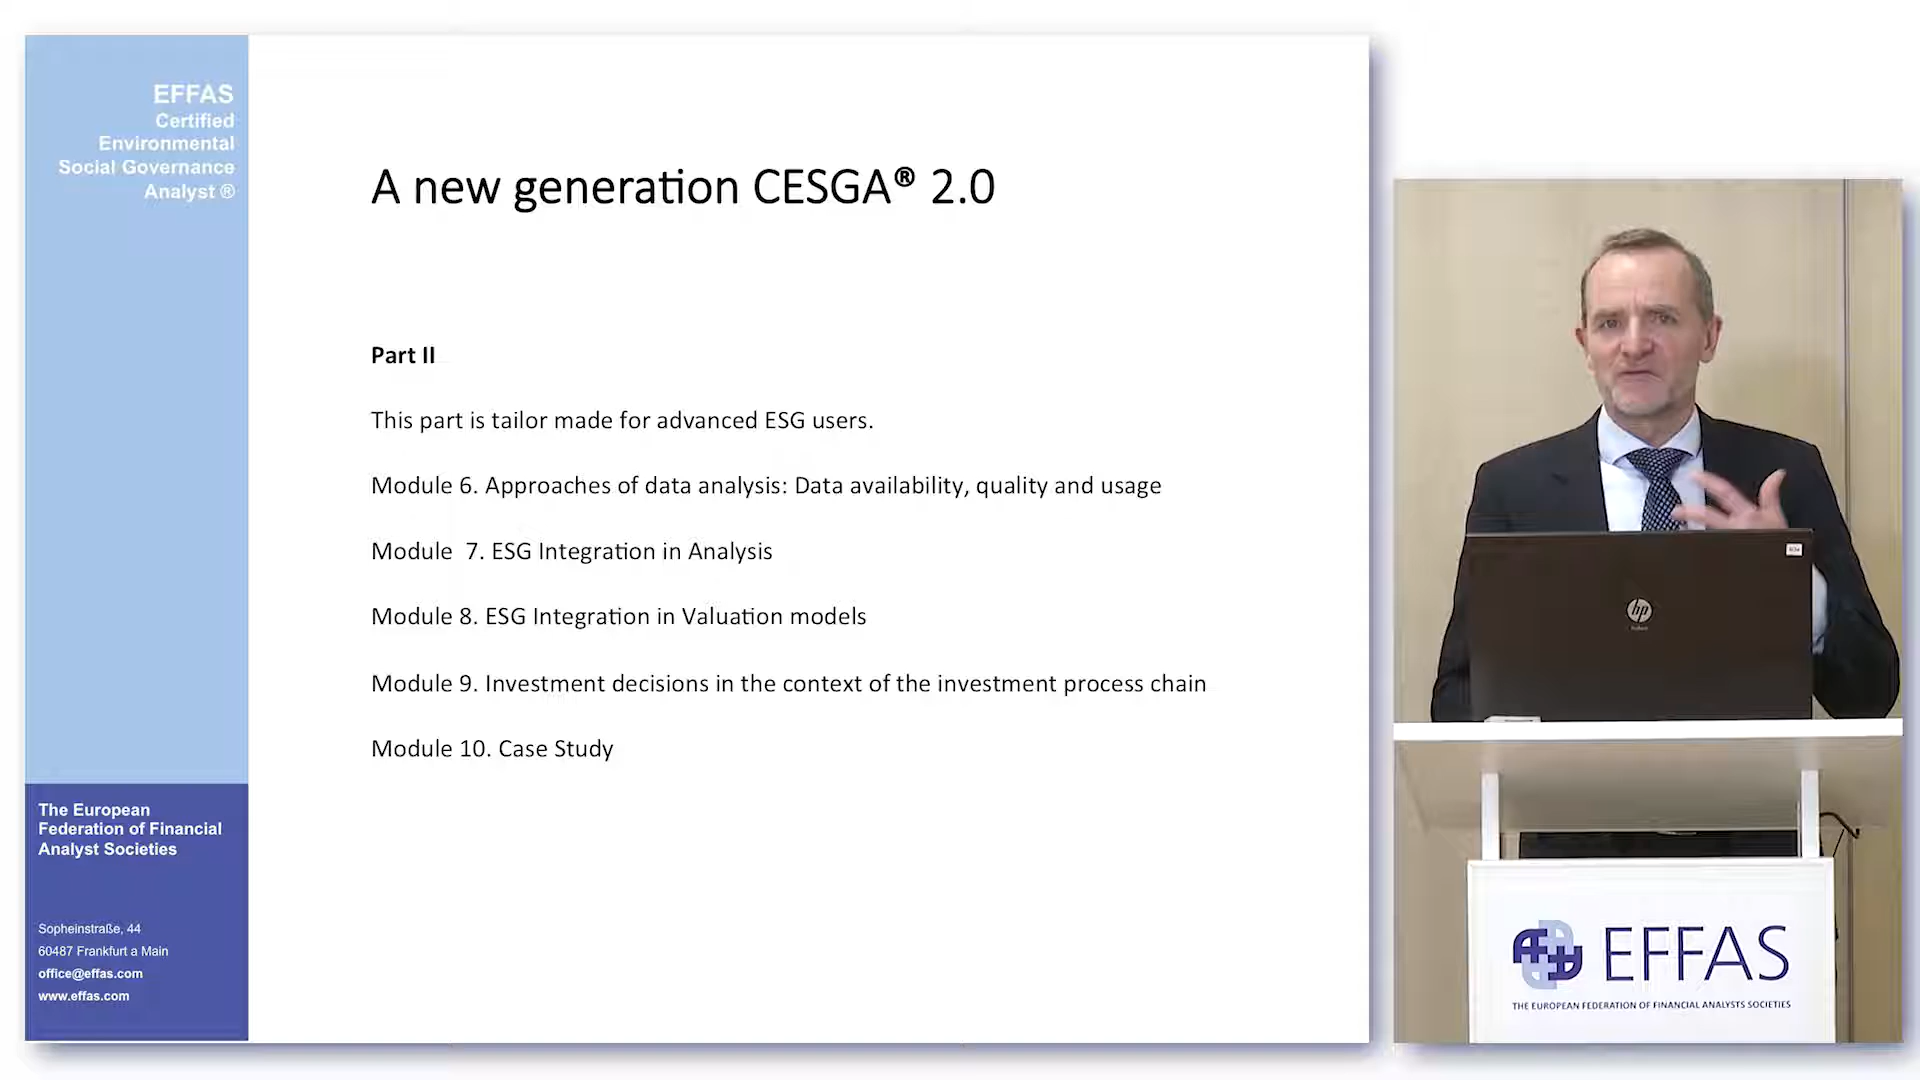 EFFAS
Certified
Environmental
Social Governance
Analyst ®
A new generation CESGA® 2.0
Part II
This part is tailor made for advanced ESG users.
Module 6. Approaches of data analysis: Data availability, quality and usage
Module  7. ESG Integration in Analysis
Module 8. ESG Integration in Valuation models
Module 9. Investment decisions in the context of the investment process chain
Module 10. Case Study
The European
Federation of Financial
Analyst Societies
Sopheinstraße, 44
60487 Frankfurt a Main
office@effas.com
www.effas.com
hp
EFFAS
THE EUROPEAN FEDERATION OF FINANCIAL ANALYSTS SOCIETIES